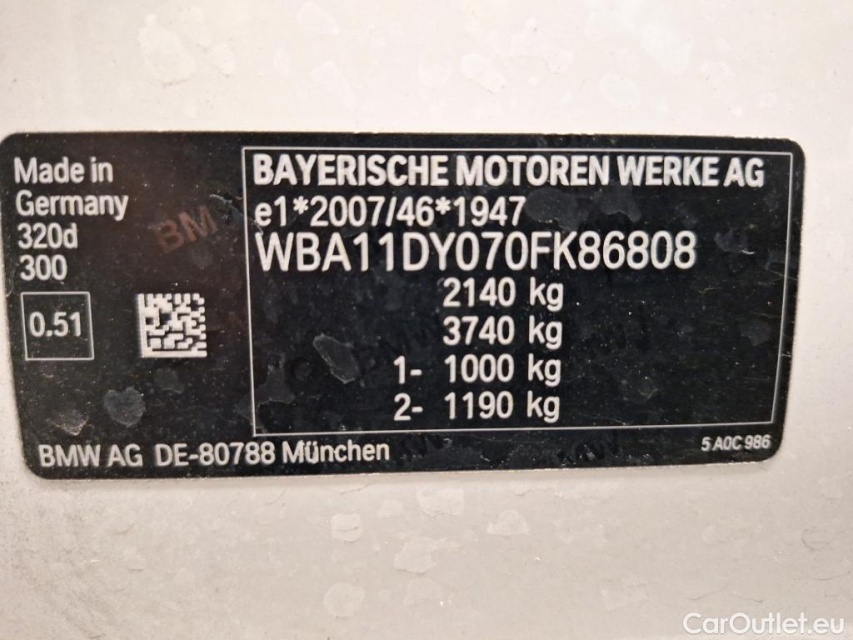 Made in
Germany
320d
300
0.51
BM
BAYERISCHE MOTOREN WERKE AG
e1*2007/46*1947
WBA11DY070FK86808
2140 kg
3740 kg
1- 1000 kg
2- 1190 kg
BMW AG DE-80788 München
5 A0C 986
CarOutlet.eu